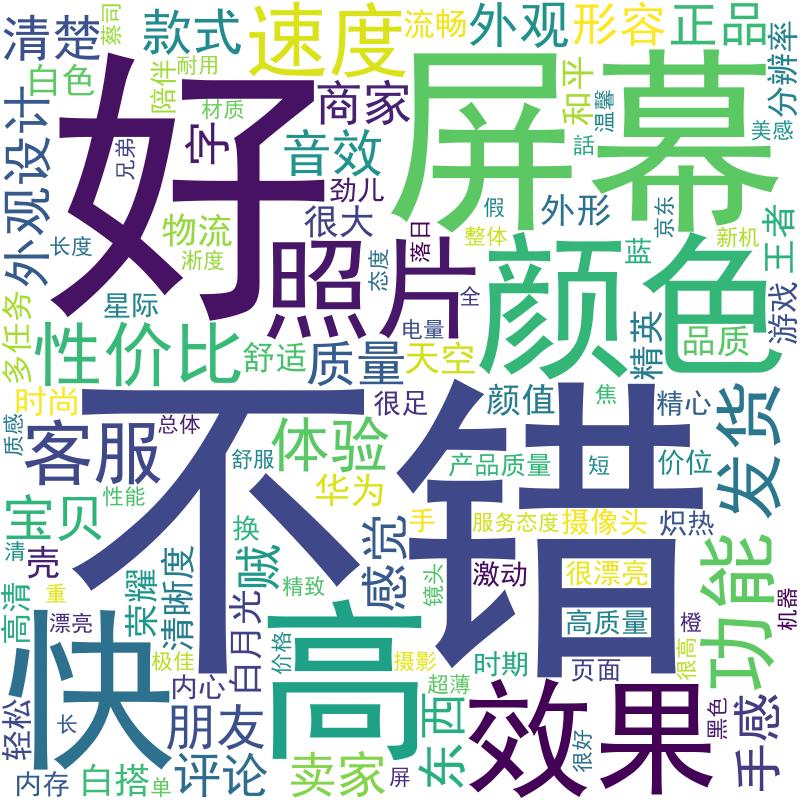 清楚
蔡司
款式
速度
流畅
外观
形容
正品
白色
陪伴
耐用
好
商家
屏幕
和平
温馨
分辨率
材质
兄弟
字
音效
話
美感
外观设计
劲儿
很大
假
外形
京东
王者
物流
渐度
长度
照片
态度
落日
整体
颜色
蓝
新机
星际
电量
全
游戏
多任务
性价比
舒适
质量
天空
精英
品质
时尚
不错
很足
颜值
焦
精心
发货
质感
总体
客服
舒服
体验
产品质量
短
价位
性能
华为
宝贝
换
手
服务态度
摄像头
炽热
清
壳
贼
感觉
激动
很漂亮
功能
高清
重
荣耀
清晰度
精致
镜头
漂亮
白月光
高质量
橙
机器
快
极佳
价格
高
摄影
时期
页面
很高
内心
超薄
轻松
长
朋友
东西
效果
黑色
手感
内存
白搭
单
评论
卖家
屏
很好